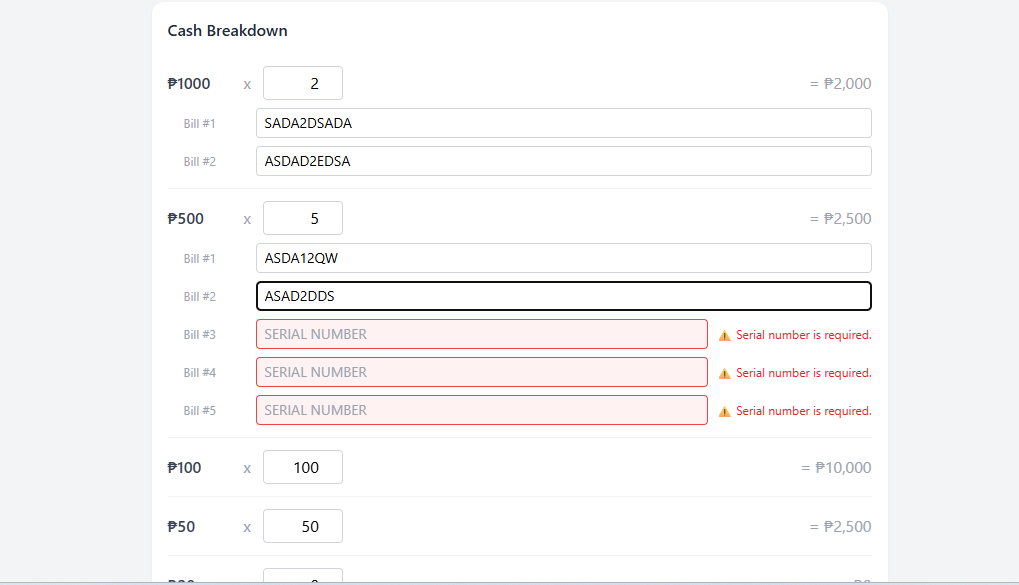 Cash Breakdown
₱1000 x 2 = ₱2,000
Bill #1 SADA2DSADA
Bill #2 ASDAD2EDSA
₱500 x 5 = ₱2,500
Bill #1 ASDA12QW
Bill #2 ASAD2DDS
Bill #3 SERIAL NUMBER ⚠ Serial number is required.
Bill #4 SERIAL NUMBER ⚠ Serial number is required.
Bill #5 SERIAL NUMBER ⚠ Serial number is required.
₱100 x 100 = ₱10,000
₱50 x 50 = ₱2,500